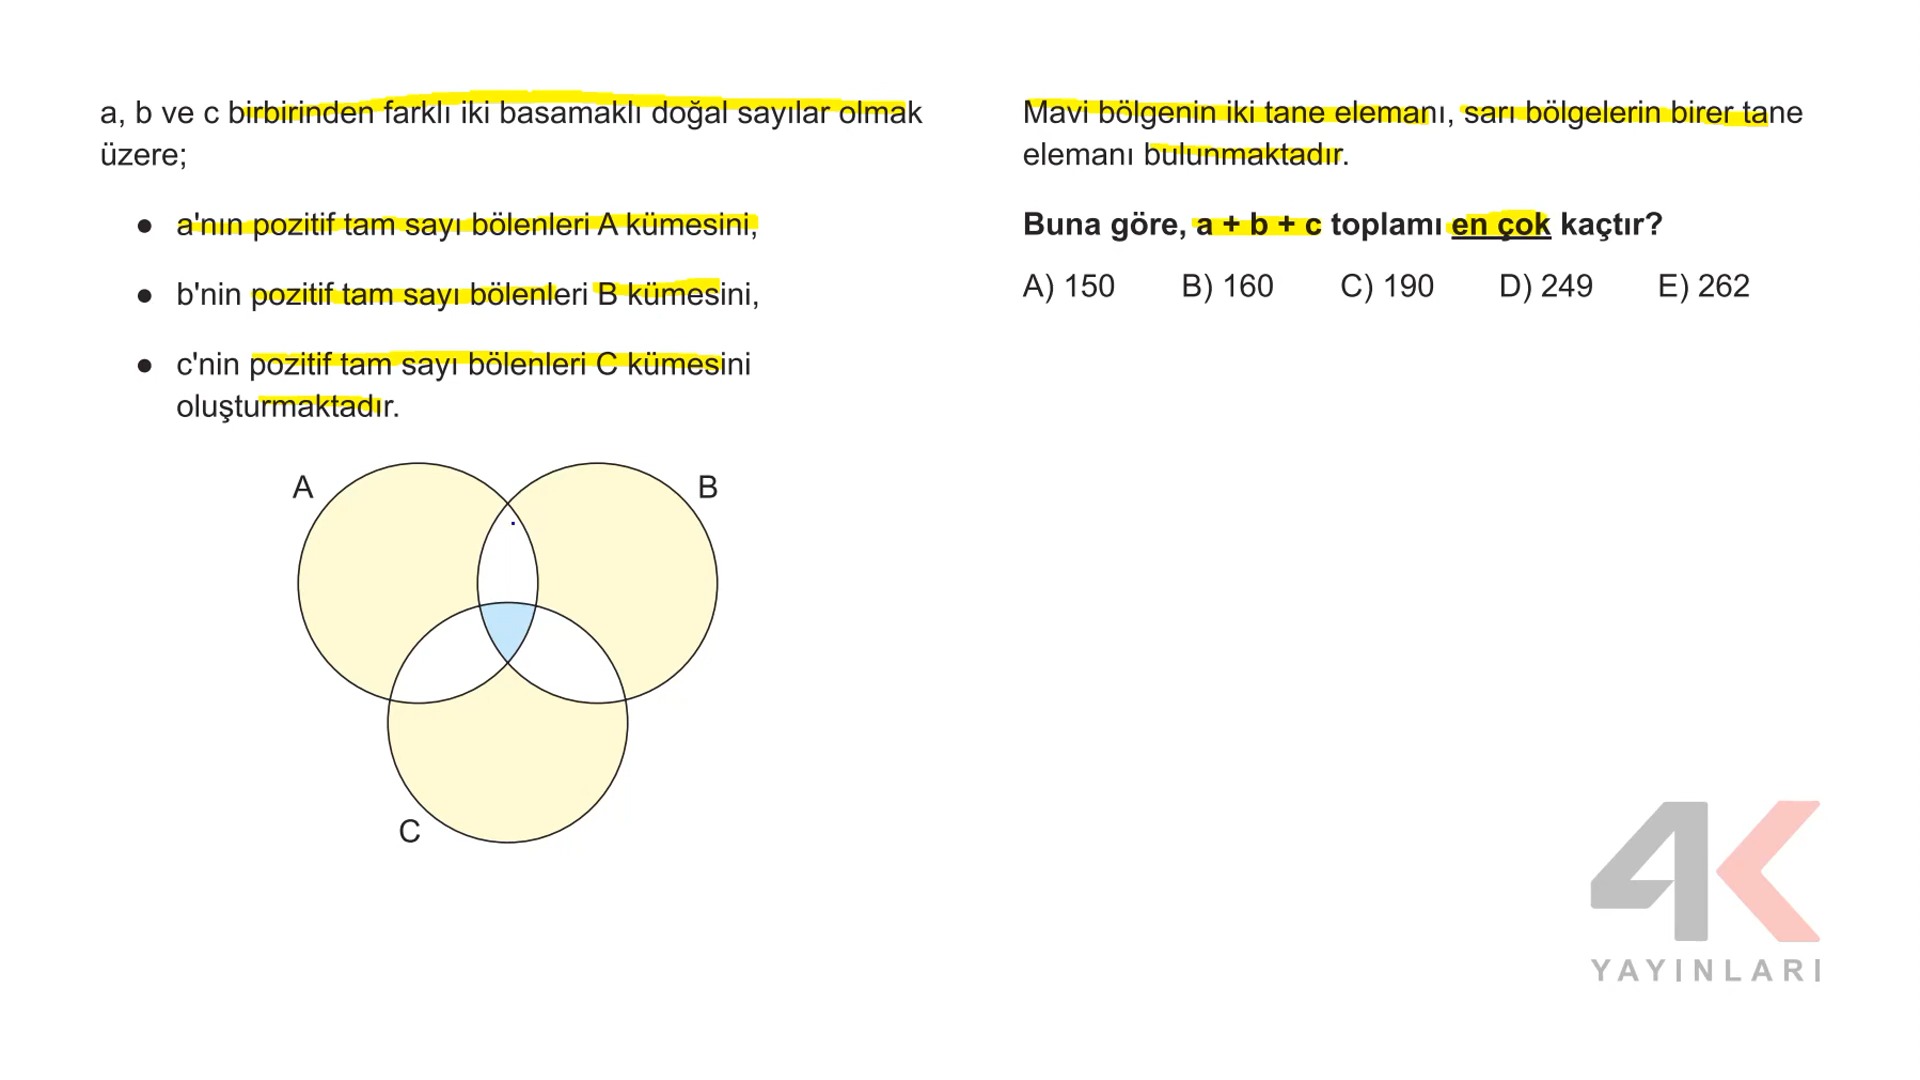 a, b ve c birbirinden farklı iki basamaklı doğal sayılar olmak
üzere;
● a'nın pozitif tam sayı bölenleri A kümesini,
● b'nin pozitif tam sayı bölenleri B kümesini,
● c'nin pozitif tam sayı bölenleri C kümesini
oluşturmaktadır.
A
B
C
Mavi bölgenin iki tane elemanı, sarı bölgelerin birer tane
elemanı bulunmaktadır.
Buna göre, a + b + c toplamı en çok kaçtır?
A) 150 B) 160 C) 190 D) 249 E) 262
4K
YAYINLARI